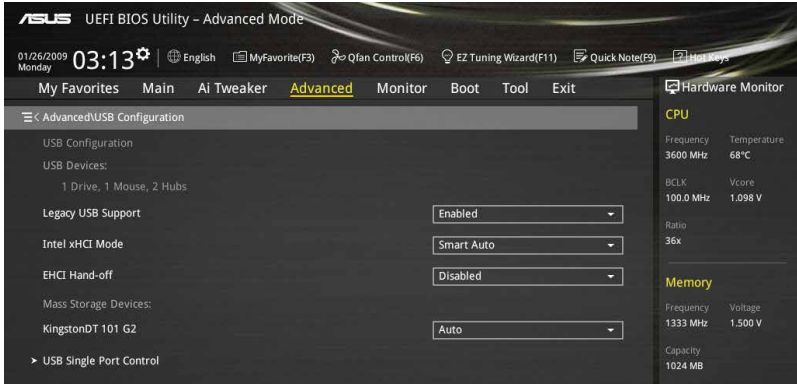 ASUS UEFI BIOS Utility – Advanced Mode
01/26/2009 Monday 03:13 English MyFavorite(F3) Qfan Control(F6) EZ Tuning Wizard(F11) Quick Note(F9) ? Hot Keys
My Favorites Main Ai Tweaker Advanced Monitor Boot Tool Exit
Hardware Monitor
< Advanced\USB Configuration
USB Configuration
USB Devices:
1 Drive, 1 Mouse, 2 Hubs
Legacy USB Support Enabled
Intel xHCI Mode Smart Auto
EHCI Hand-off Disabled
Mass Storage Devices:
KingstonDT 101 G2 Auto
> USB Single Port Control
CPU
Frequency Temperature
3600 MHz 68°C
BCLK Vcore
100.0 MHz 1.098 V
Ratio
36x
Memory
Frequency Voltage
1333 MHz 1.500 V
Capacity
1024 MB